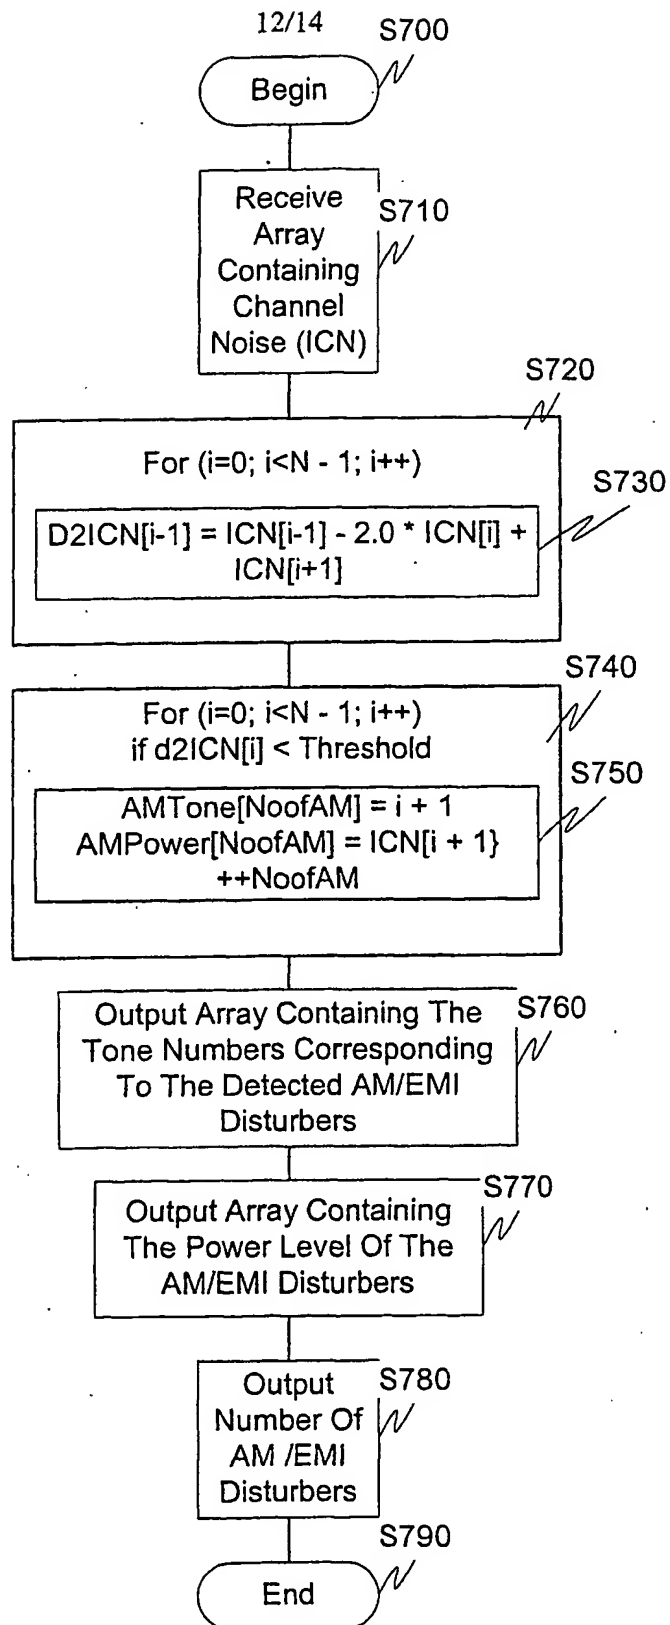 12/14
S700
Begin
Receive
Array
Containing
Channel
Noise (ICN)
S710
S720
For (i=0; i<N - 1; i++)
S730
D2ICN[i-1] = ICN[i-1] - 2.0 * ICN[i] +
ICN[i+1]
S740
For (i=0; i<N - 1; i++)
if d2ICN[i] < Threshold
S750
AMTone[NoofAM] = i + 1
AMPower[NoofAM] = ICN[i + 1}
++NoofAM
S760
Output Array Containing The
Tone Numbers Corresponding
To The Detected AM/EMI
Disturbers
S770
Output Array Containing
The Power Level Of The
AM/EMI Disturbers
S780
Output
Number Of
AM /EMI
Disturbers
S790
End